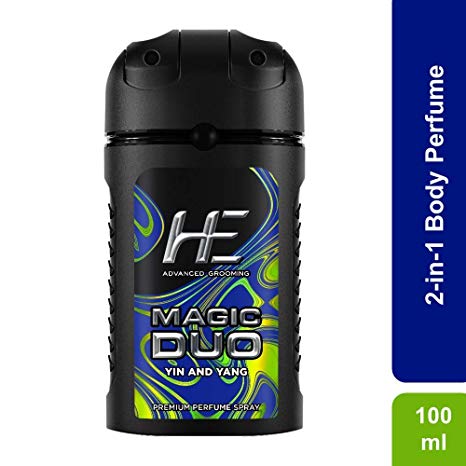 HE
ADVANCED GROOMING
MAGIC
DUO
YIN AND YANG
PREMIUM PERFUME SPRAY
2-in-1 Body Perfume
100
ml